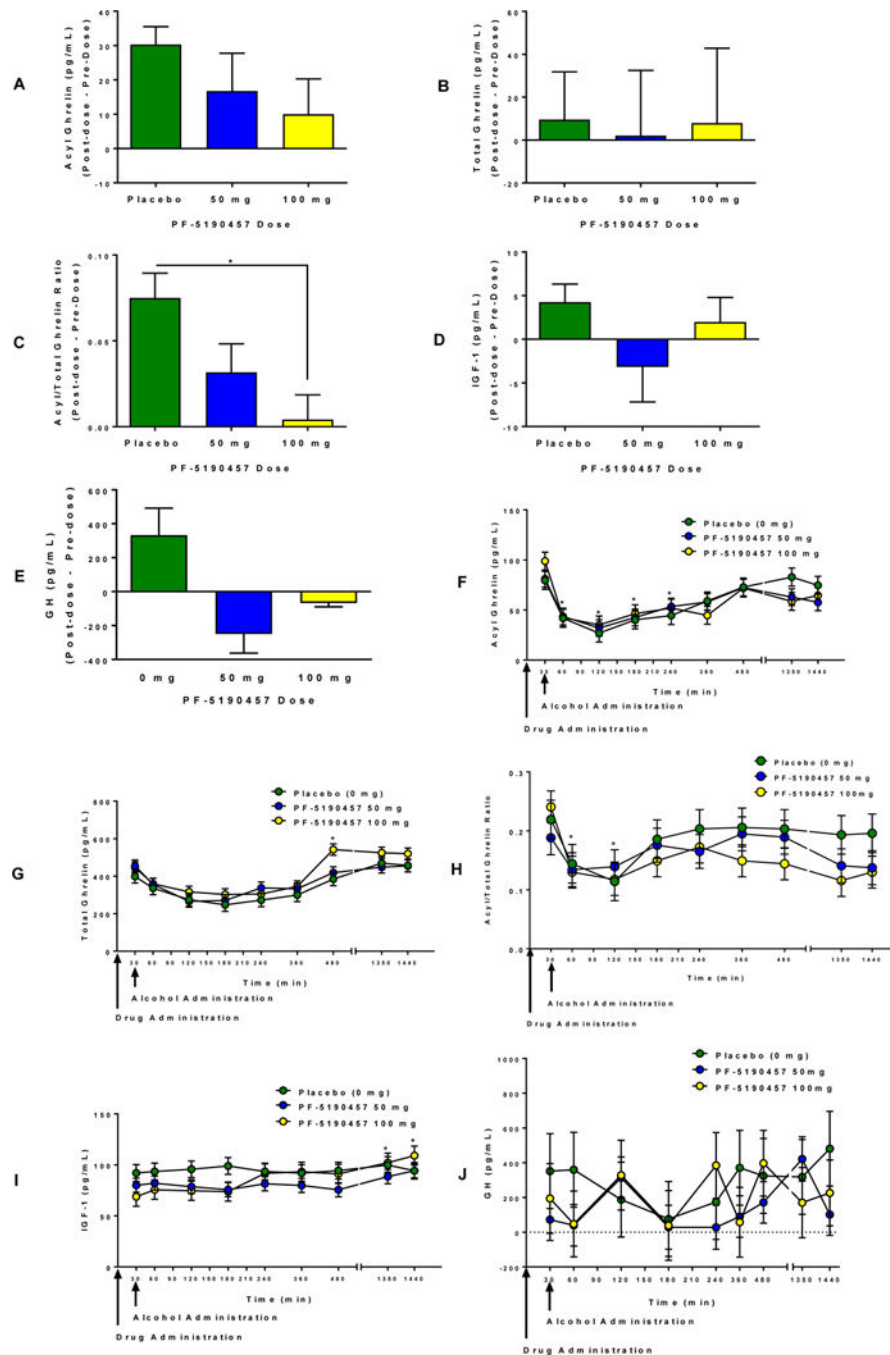 A
Acyl Ghrelin (pg/mL)
(Post-dose - Pre-Dose)
40
30
20
10
0
-10
Placebo 50 mg 100 mg
PF-5190457 Dose
B
Total Ghrelin (pg/mL)
(Post-dose - Pre-Dose)
60
40
20
0
-20
Placebo 50 mg 100 mg
PF-5190457 Dose
C
Acyl/Total Ghrelin Ratio
(Post-dose - Pre-Dose)
0.10
0.05
0.00
*
Placebo 50 mg 100 mg
PF-5190457 Dose
D
IGF-1 (pg/mL)
(Post-dose - Pre-Dose)
10
5
0
-5
-10
Placebo 50 mg 100 mg
PF-5190457 Dose
E
GH (pg/mL)
(Post-dose - Pre-dose)
600
400
200
0
-200
-400
0 mg 50 mg 100 mg
PF-5190457 Dose
F
Acyl Ghrelin (pg/mL)
150
100
50
0
Placebo (0 mg)
PF-5190457 50 mg
PF-5190457 100 mg
* * * *
30 60 90 120 150 180 210 240 360 480 1350 1440
Time (min)
Alcohol Administration
Drug Administration
G
Total Ghrelin (pg/mL)
800
600
400
200
0
Placebo (0 mg)
PF-5190457 50 mg
PF-5190457 100 mg
*
30 60 90 120 150 180 210 240 360 480 1350 1440
Time (min)
Alcohol Administration
Drug Administration
H
Acyl/Total Ghrelin Ratio
0.3
0.2
0.1
0.0
Placebo (0 mg)
PF-5190457 50 mg
PF-5190457 100mg
* *
30 60 90 120 150 180 210 240 360 480 1350 1440
Time (min)
Alcohol Administration
Drug Administration
I
IGF-1 (pg/mL)
150
100
50
0
Placebo (0 mg)
PF-5190457 50 mg
PF-5190457 100 mg
* *
30 60 90 120 150 180 210 240 360 480 1350 1440
Time (min)
Alcohol Administration
Drug Administration
J
GH (pg/mL)
1000
800
600
400
200
0
-200
Placebo (0 mg)
PF-5190457 50mg
PF-5190457 100mg
30 60 90 120 150 180 210 240 360 480 1350 1440
Time (min)
Alcohol Administration
Drug Administration